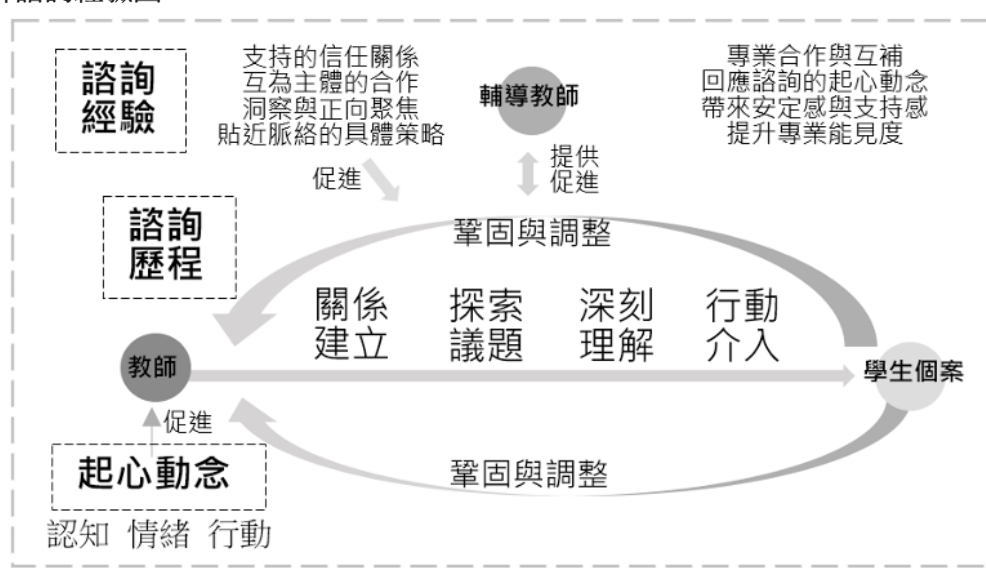 諮詢
經驗
支持的信任關係
互為主體的合作
洞察與正向聚焦
貼近脈絡的具體策略
輔導教師
專業合作與互補
回應諮詢的起心動念
帶來安定感與支持感
提升專業能見度
促進
提供
促進
諮詢
歷程
鞏固與調整
關係
建立
探索
議題
深刻
理解
行動
介入
教師
學生個案
促進
起心動念
鞏固與調整
認知 情緒 行動